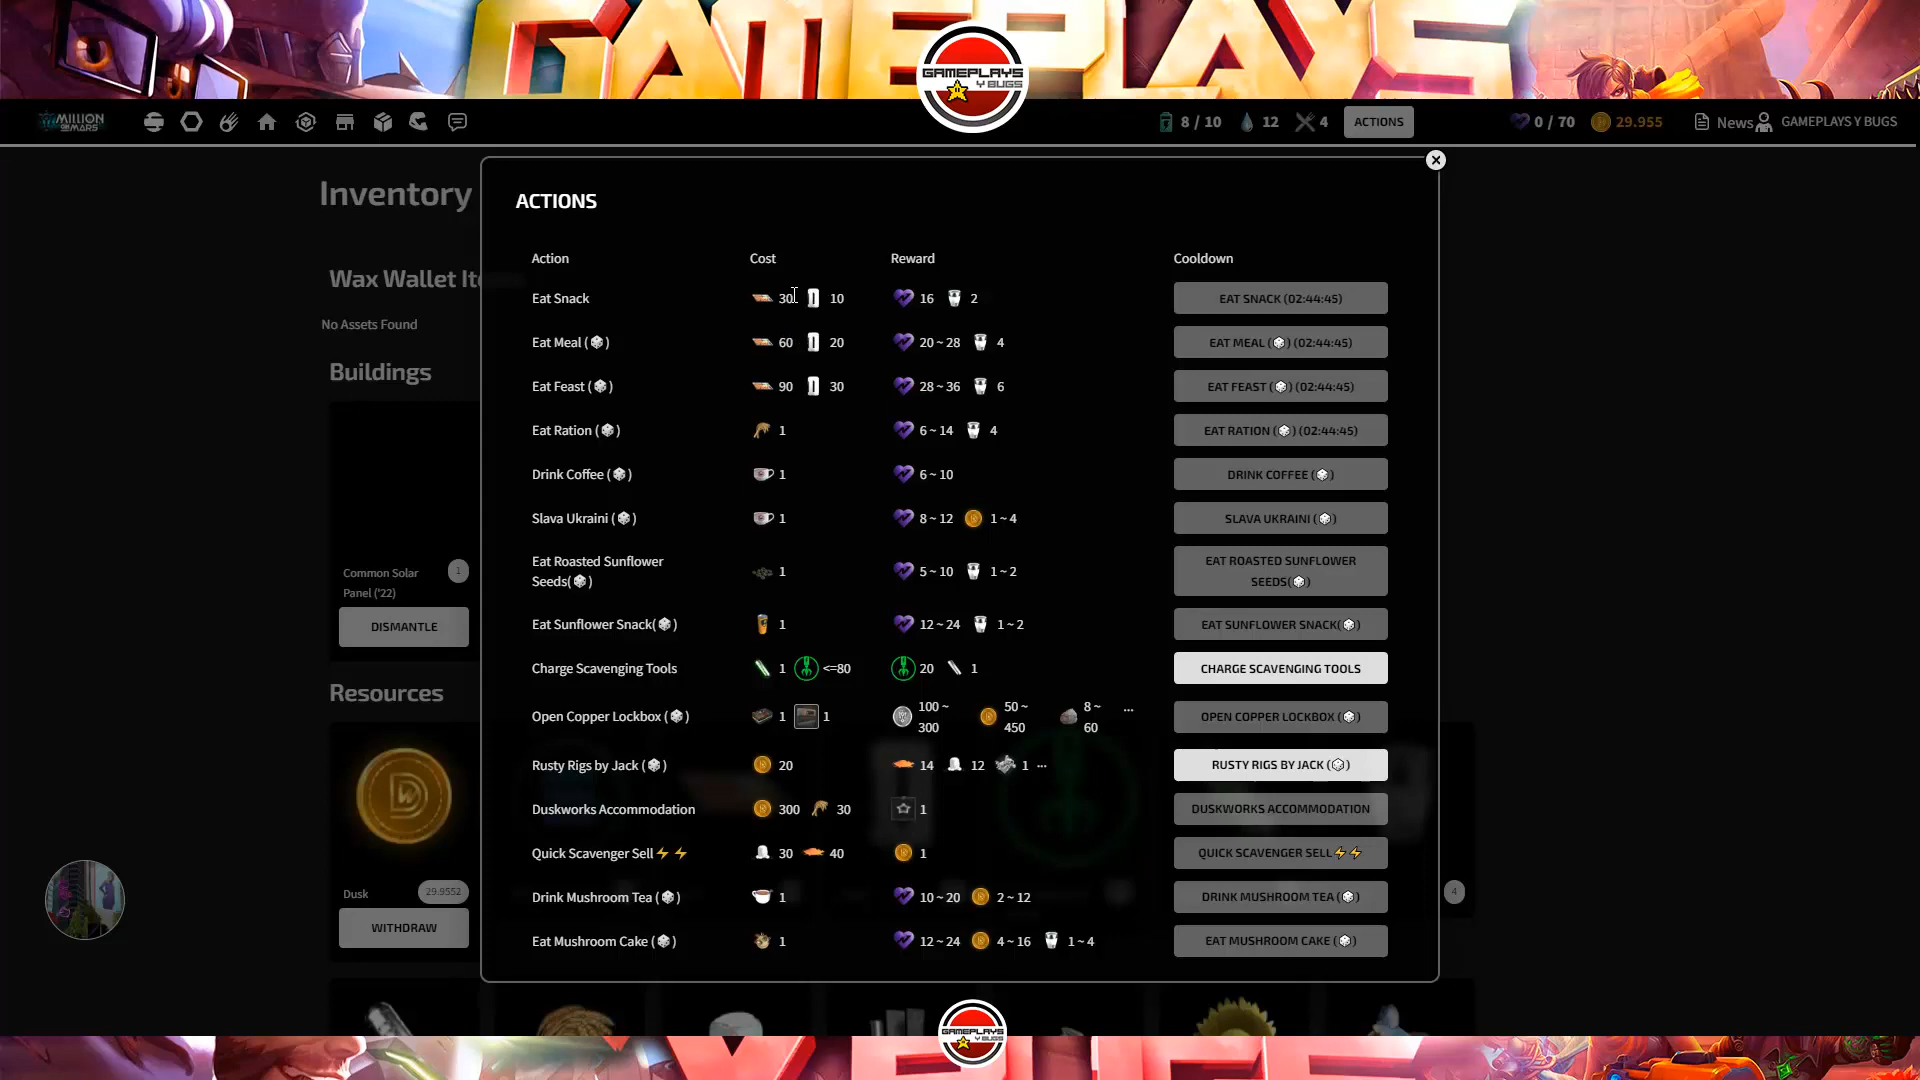 GAMEPLAYS
GAMEPLAYS
Y BUGS
MILLION
ON MARS
8 / 10
12
4
ACTIONS
0 / 70
29.955
News
GAMEPLAYS Y BUGS
Inventory
ACTIONS
Action Cost Reward Cooldown
Wax Wallet Ite
No Assets Found
Eat Snack 30 10 16 2 EAT SNACK (02:44:45)
Eat Meal ( ) 60 20 20 ~ 28 4 EAT MEAL ( ) (02:44:45)
Buildings
Eat Feast ( ) 90 30 28 ~ 36 6 EAT FEAST ( ) (02:44:45)
Eat Ration ( ) 1 6 ~ 14 4 EAT RATION ( ) (02:44:45)
Drink Coffee ( ) 1 6 ~ 10 DRINK COFFEE ( )
Slava Ukraini ( ) 1 8 ~ 12 1 ~ 4 SLAVA UKRAINI ( )
Common Solar
Panel ('22)
1
DISMANTLE
Eat Roasted Sunflower
Seeds( )
1 5 ~ 10 1 ~ 2
EAT ROASTED SUNFLOWER
SEEDS( )
Eat Sunflower Snack( ) 1 12 ~ 24 1 ~ 2 EAT SUNFLOWER SNACK( )
Charge Scavenging Tools 1 <=80 20 1 CHARGE SCAVENGING TOOLS
Resources
Open Copper Lockbox ( ) 1 1 100 ~ 300 50 ~ 450 8 ~ 60 ... OPEN COPPER LOCKBOX ( )
Rusty Rigs by Jack ( ) 20 14 12 1 ... RUSTY RIGS BY JACK ( )
Duskworks Accommodation 300 30 1 DUSKWORKS ACCOMMODATION
Quick Scavenger Sell 30 40 1 QUICK SCAVENGER SELL
Dusk 29.9552
WITHDRAW
4
Drink Mushroom Tea ( ) 1 10 ~ 20 2 ~ 12 DRINK MUSHROOM TEA ( )
Eat Mushroom Cake ( ) 1 12 ~ 24 4 ~ 16 1 ~ 4 EAT MUSHROOM CAKE ( )
GAMEPLAYS
Y BUGS